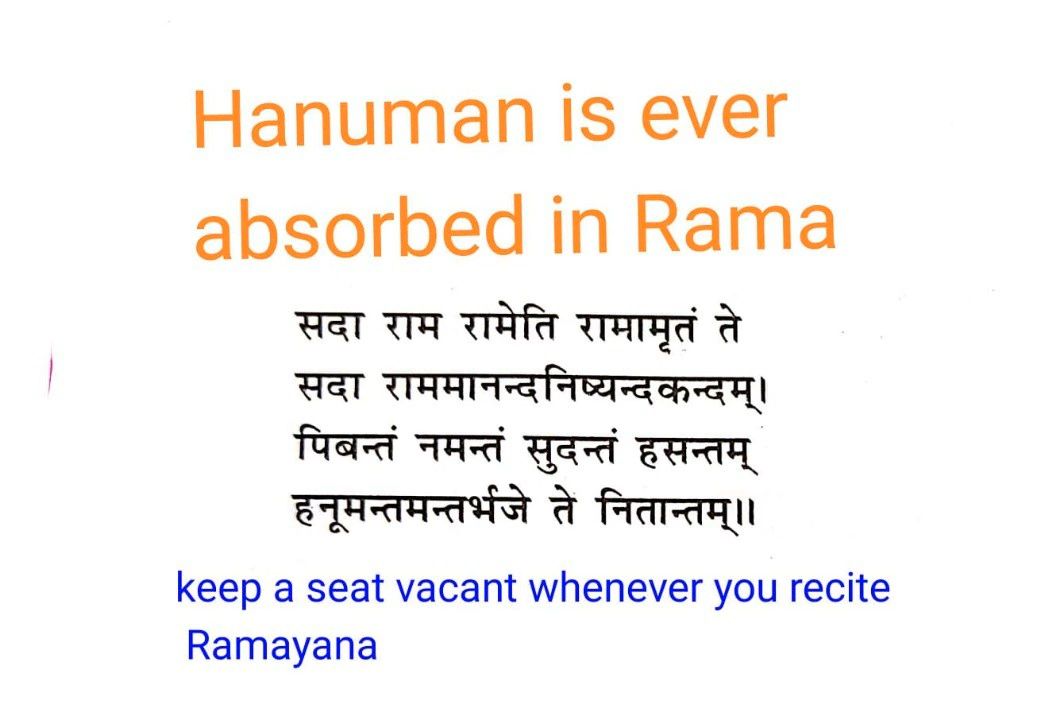 Hanuman is ever
absorbed in Rama
सदा राम रामेति रामामृतं ते
सदा राममानन्दनिष्यन्दकन्दम्।
पिबन्तं नमन्तं सुदन्तं हसन्तम्
हनूमन्तमन्तर्भजे ते नितान्तम्॥
keep a seat vacant whenever you recite
Ramayana